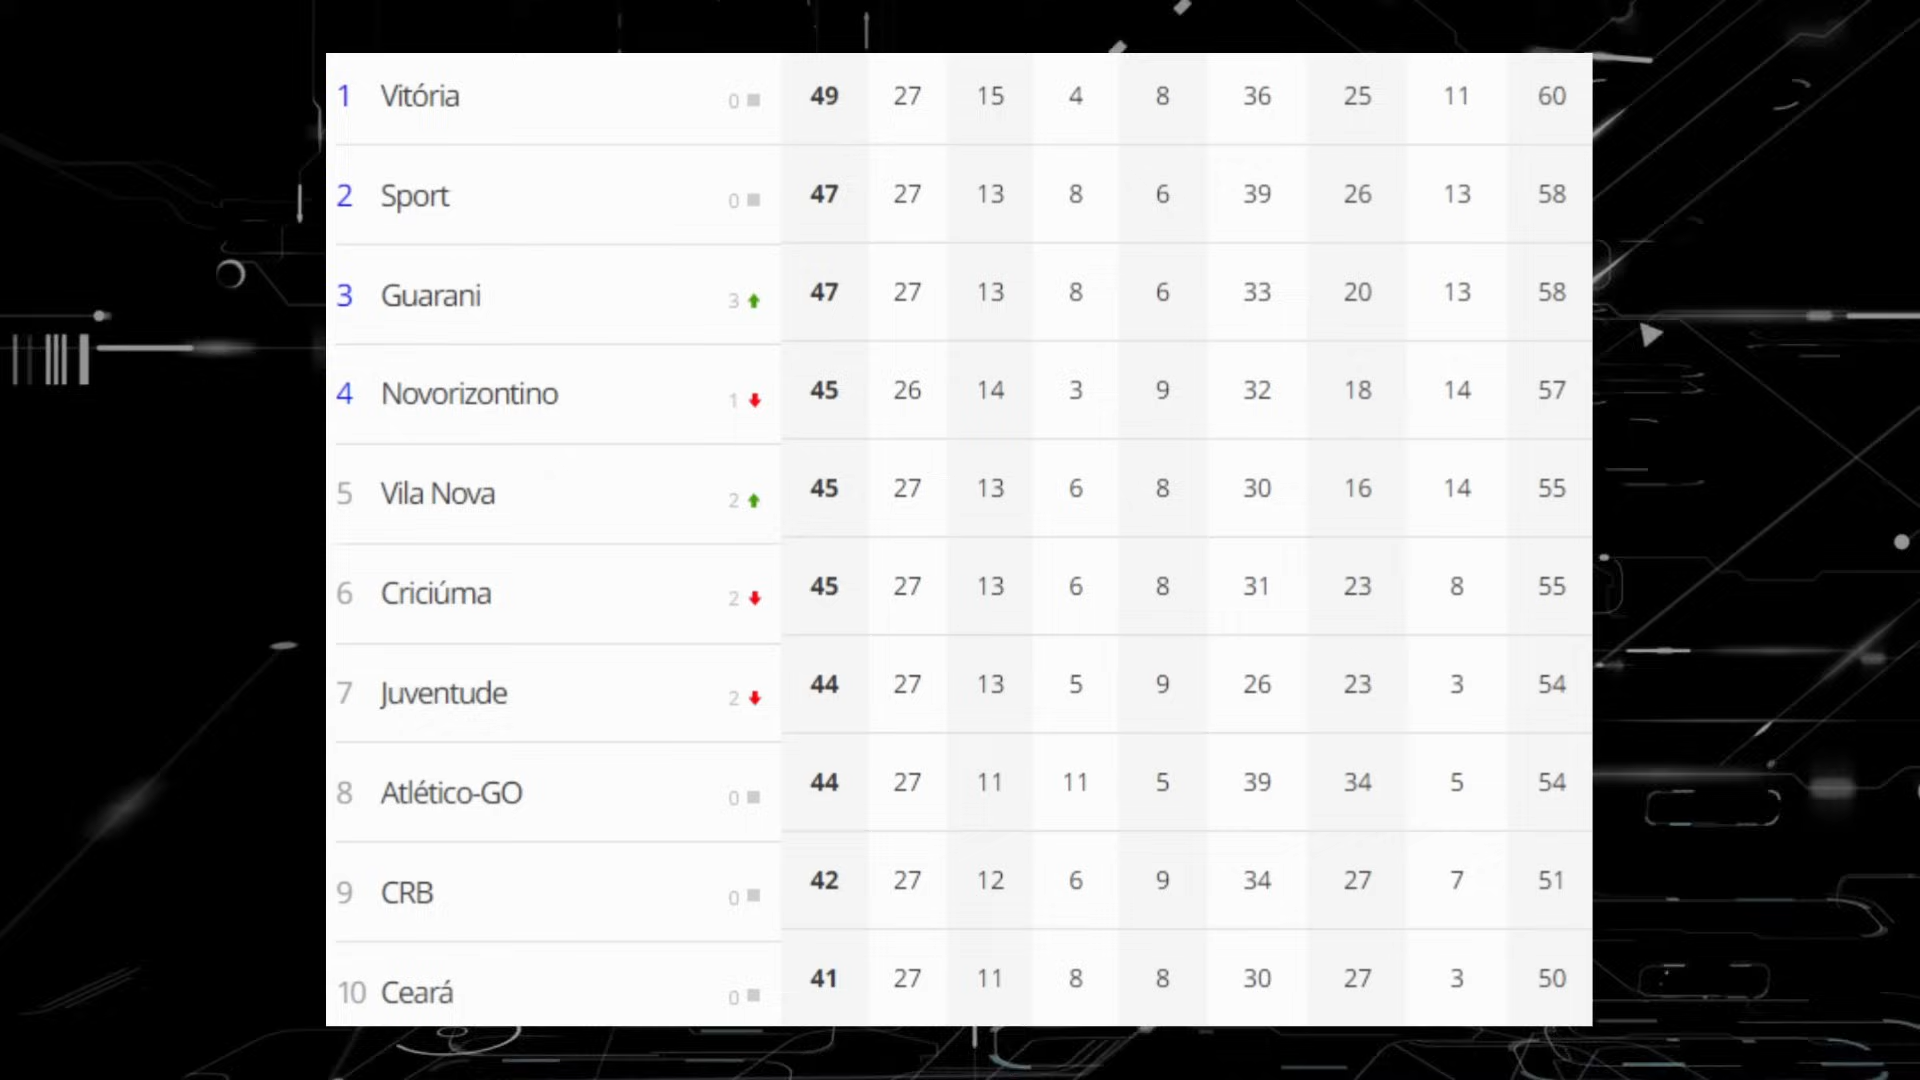 1 Vitória 0 49 27 15 4 8 36 25 11 60
2 Sport 0 47 27 13 8 6 39 26 13 58
3 Guarani 3 47 27 13 8 6 33 20 13 58
4 Novorizontino 1 45 26 14 3 9 32 18 14 57
5 Vila Nova 2 45 27 13 6 8 30 16 14 55
6 Criciúma 2 45 27 13 6 8 31 23 8 55
7 Juventude 2 44 27 13 5 9 26 23 3 54
8 Atlético-GO 0 44 27 11 11 5 39 34 5 54
9 CRB 0 42 27 12 6 9 34 27 7 51
10 Ceará 0 41 27 11 8 8 30 27 3 50